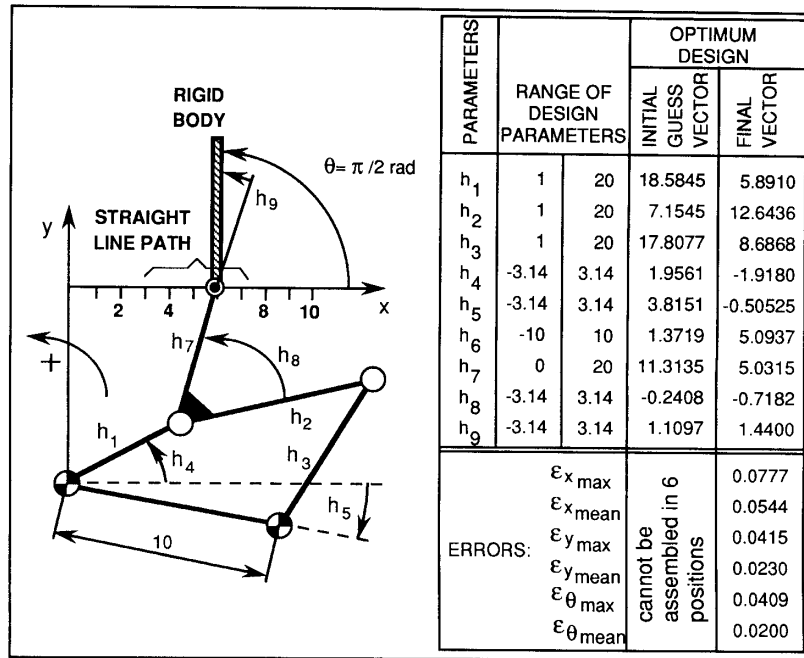 RIGID
BODY
θ= π /2 rad
h9
STRAIGHT
LINE PATH
y
x
2 4 6 8 10
+
h7
h8
h2
h1
h4
h3
h5
10
PARAMETERS
RANGE OF
DESIGN
PARAMETERS
OPTIMUM
DESIGN
INITIAL
GUESS
VECTOR
FINAL
VECTOR
h1 1 20 18.5845 5.8910
h2 1 20 7.1545 12.6436
h3 1 20 17.8077 8.6868
h4 -3.14 3.14 1.9561 -1.9180
h5 -3.14 3.14 3.8151 -0.50525
h6 -10 10 1.3719 5.0937
h7 0 20 11.3135 5.0315
h8 -3.14 3.14 -0.2408 -0.7182
h9 -3.14 3.14 1.1097 1.4400
ERRORS:
εx max 0.0777
εx mean 0.0544
εy max 0.0415
εy mean 0.0230
εθ max 0.0409
εθ mean 0.0200
cannot be
assembled in 6
positions